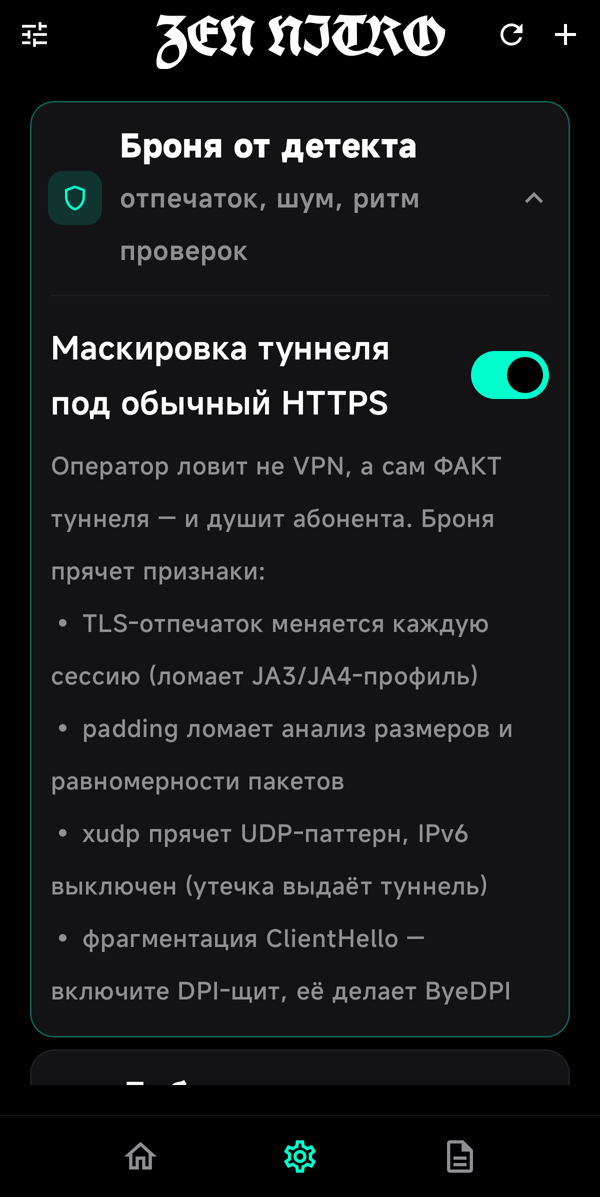 ZEN NITRO
Броня от детекта
отпечаток, шум, ритм
проверок
Маскировка туннеля
под обычный HTTPS
Оператор ловит не VPN, а сам ФАКТ
туннеля — и душит абонента. Броня
прячет признаки:
• TLS-отпечаток меняется каждую
сессию (ломает JA3/JA4-профиль)
• padding ломает анализ размеров и
равномерности пакетов
• xudp прячет UDP-паттерн, IPv6
выключен (утечка выдаёт туннель)
• фрагментация ClientHello —
включите DPI-щит, её делает ByeDPI